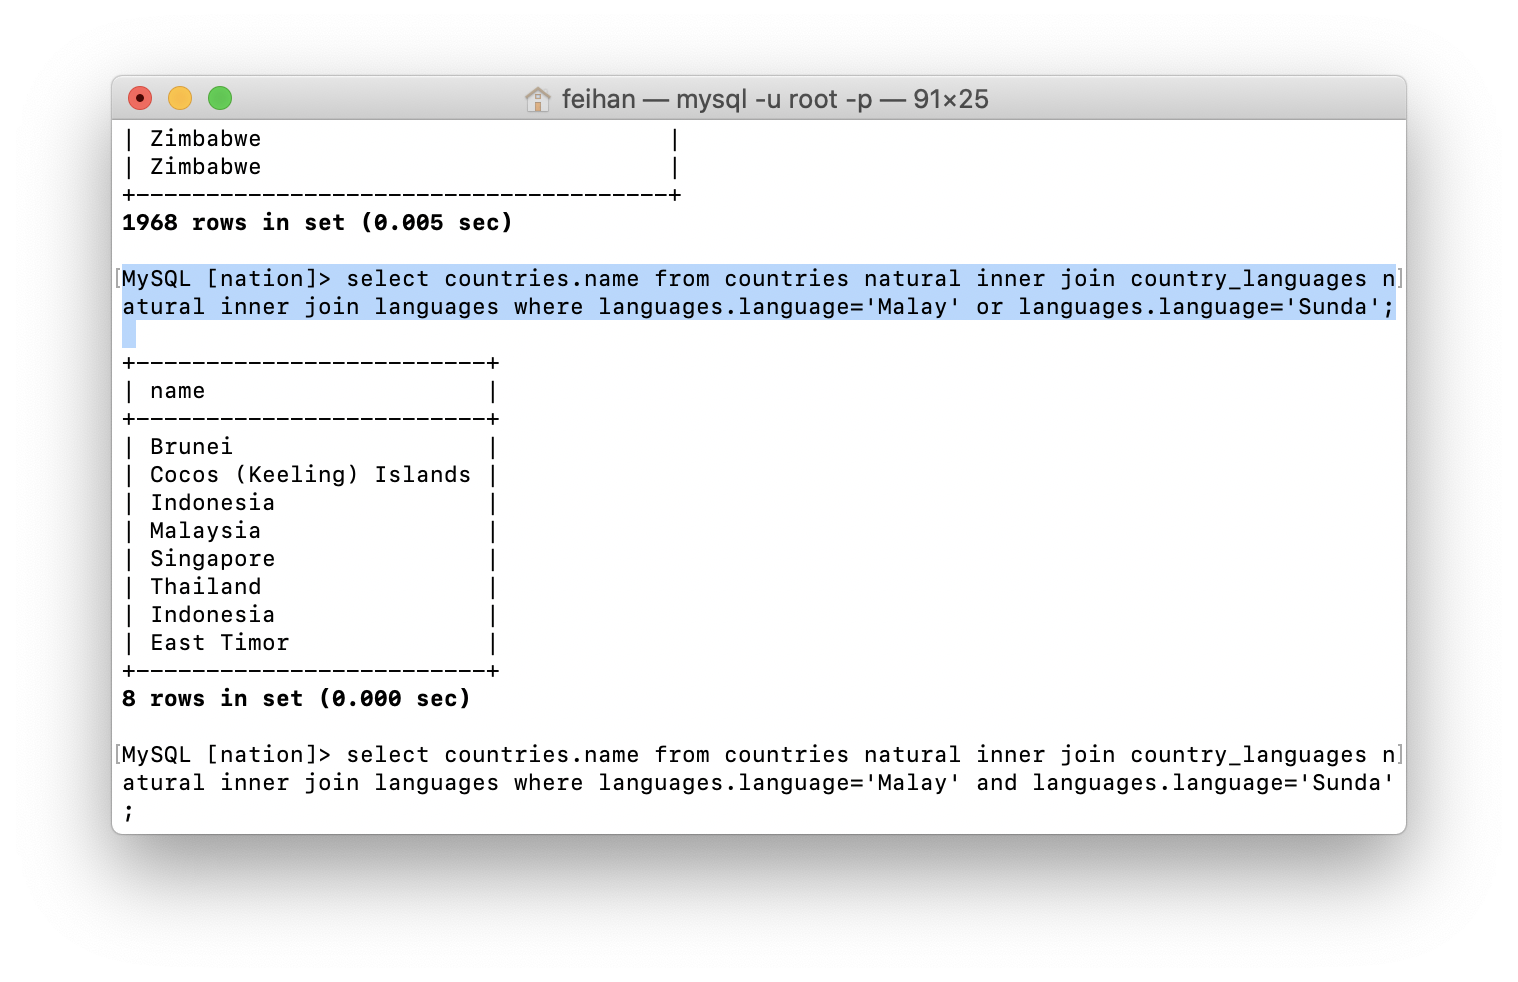 feihan — mysql -u root -p — 91×25
| Zimbabwe                              |
| Zimbabwe                              |
+---------------------------------------+
1968 rows in set (0.005 sec)
[MySQL [nation]> select countries.name from countries natural inner join country_languages n]
atural inner join languages where languages.language='Malay' or languages.language='Sunda';
+--------------------------+
| name                     |
+--------------------------+
| Brunei                   |
| Cocos (Keeling) Islands  |
| Indonesia                |
| Malaysia                 |
| Singapore                |
| Thailand                 |
| Indonesia                |
| East Timor               |
+--------------------------+
8 rows in set (0.000 sec)
[MySQL [nation]> select countries.name from countries natural inner join country_languages n]
atural inner join languages where languages.language='Malay' and languages.language='Sunda'
;